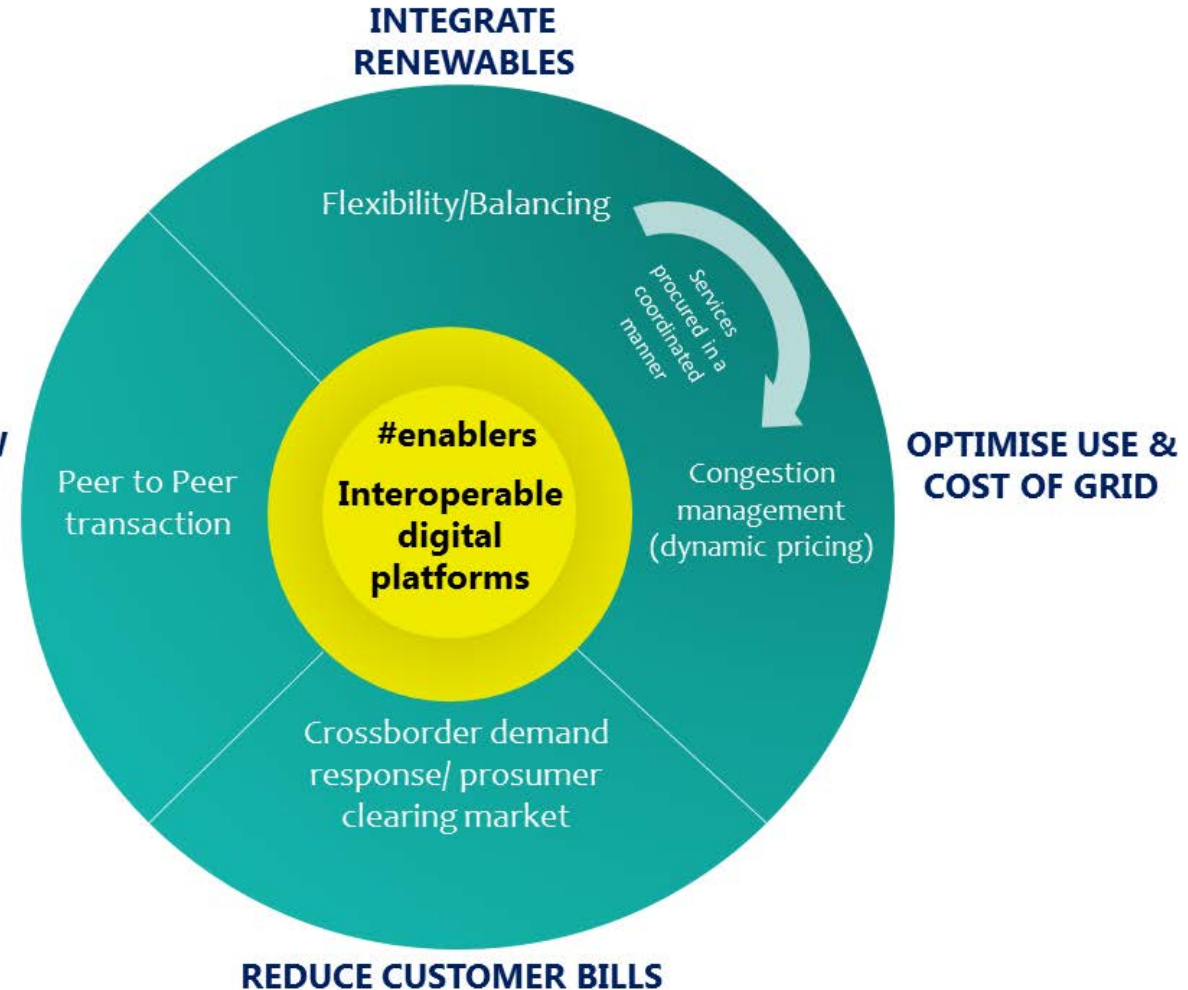 INTEGRATE
RENEWABLES
Flexibility/Balancing
Services
procured in a
coordinated
manner
OPTIMISE USE &
COST OF GRID
#enablers
Interoperable
digital
platforms
Peer to Peer
transaction
Congestion
management
(dynamic pricing)
Crossborder demand
response/ prosumer
clearing market
REDUCE CUSTOMER BILLS